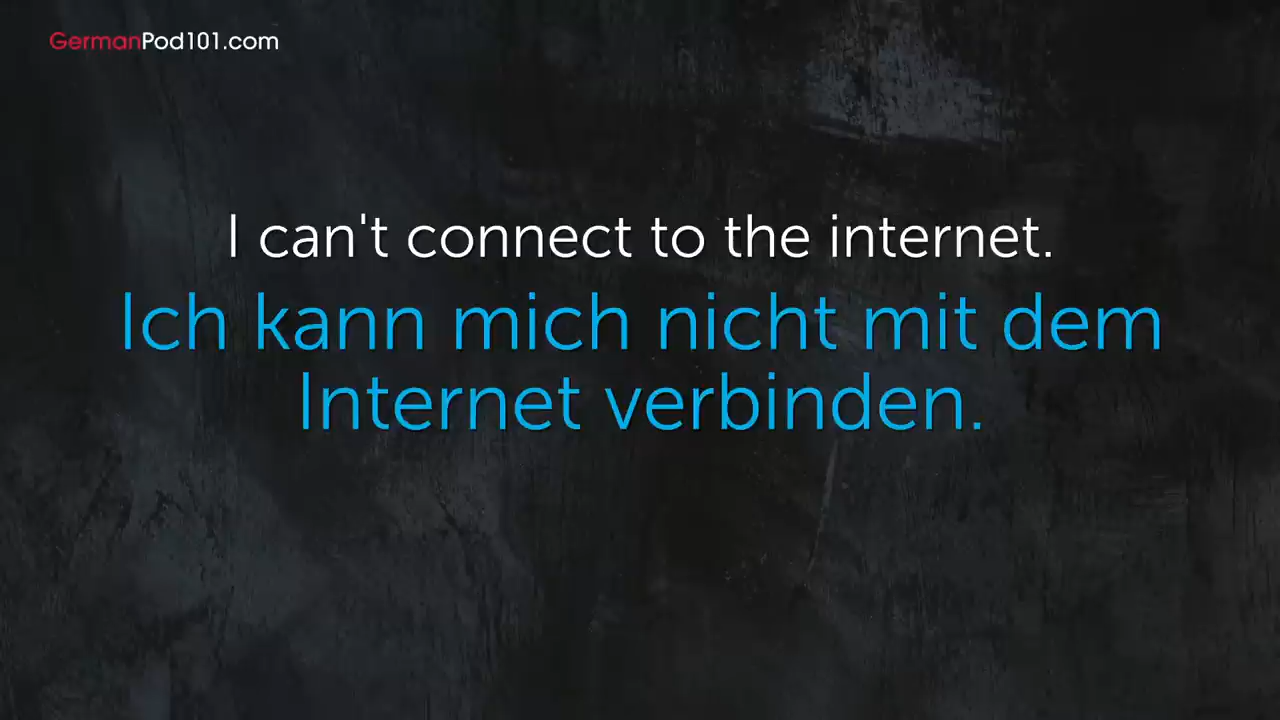 GermanPod101.com
I can't connect to the internet.
Ich kann mich nicht mit dem
Internet verbinden.